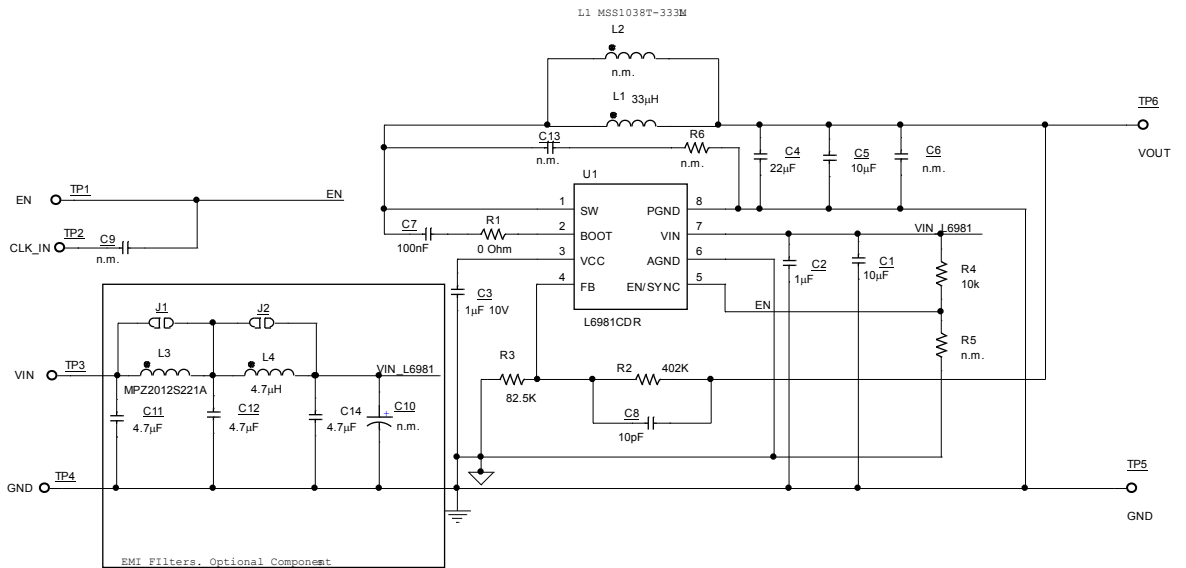 L1 MSS1038T-333M
L2
n.m.
L1 33µH
TP6
VOUT
C13
n.m.
R6
n.m.
C4
22µF
C5
10µF
C6
n.m.
U1
EN
TP1
EN
1
SW
PGND
8
CLK_IN
TP2
C9
n.m.
C7
100nF
R1
0 Ohm
2
BOOT
VIN
7
VIN_L6981
3
VCC
AGND
6
4
FB
EN/SYNC
5
L6981CDR
C3
1µF 10V
C2
1µF
C1
10µF
R4
10k
EN
R5
n.m.
J1
J2
VIN
TP3
L3
MPZ2012S221A
L4
4.7µH
VIN_L6981
C11
4.7µF
C12
4.7µF
C14
4.7µF
+
C10
n.m.
R3
82.5K
R2
402K
C8
10pF
GND
TP4
TP5
GND
EMI FIlters. Optional Component